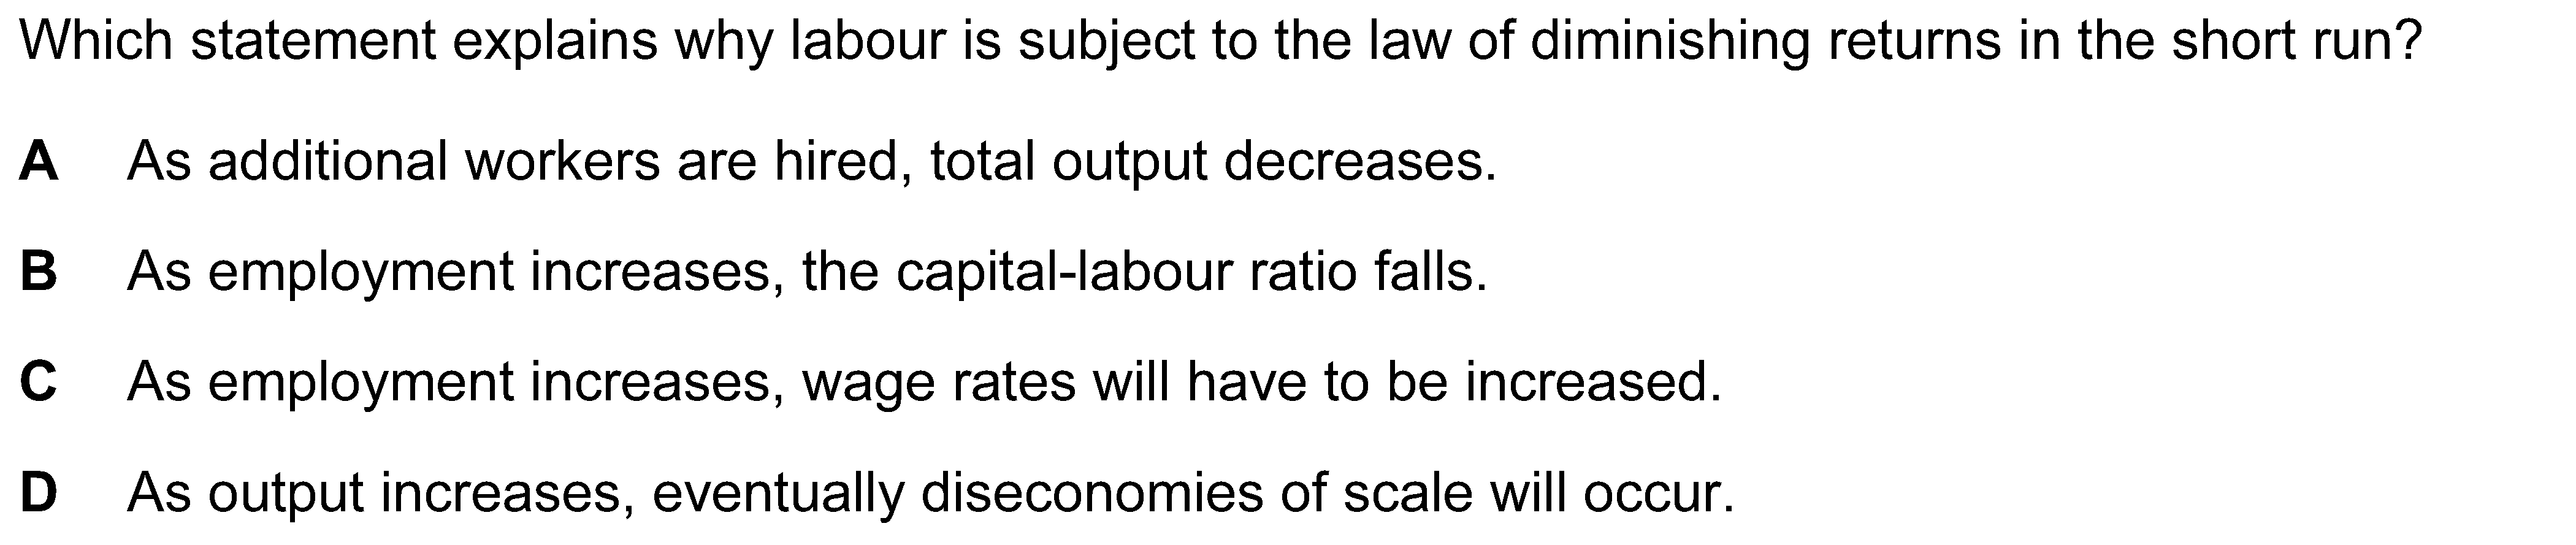 Which statement explains why labour is subject to the law of diminishing returns in the short run?
A As additional workers are hired, total output decreases.
B As employment increases, the capital-labour ratio falls.
C As employment increases, wage rates will have to be increased.
D As output increases, eventually diseconomies of scale will occur.